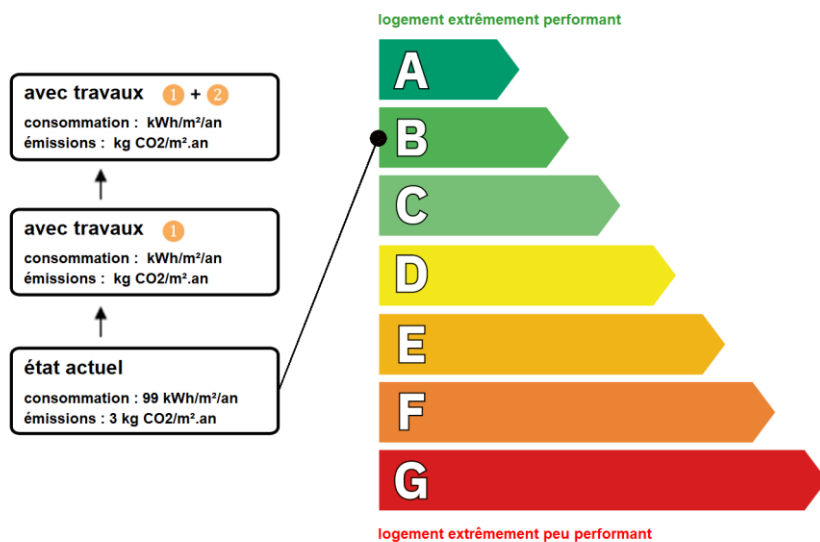 logement extrêmement performant
avec travaux 1 + 2
consommation : kWh/m²/an
émissions : kg CO2/m².an
avec travaux 1
consommation : kWh/m²/an
émissions : kg CO2/m².an
état actuel
consommation : 99 kWh/m²/an
émissions : 3 kg CO2/m².an
A
B
C
D
E
F
G
logement extrêmement peu performant